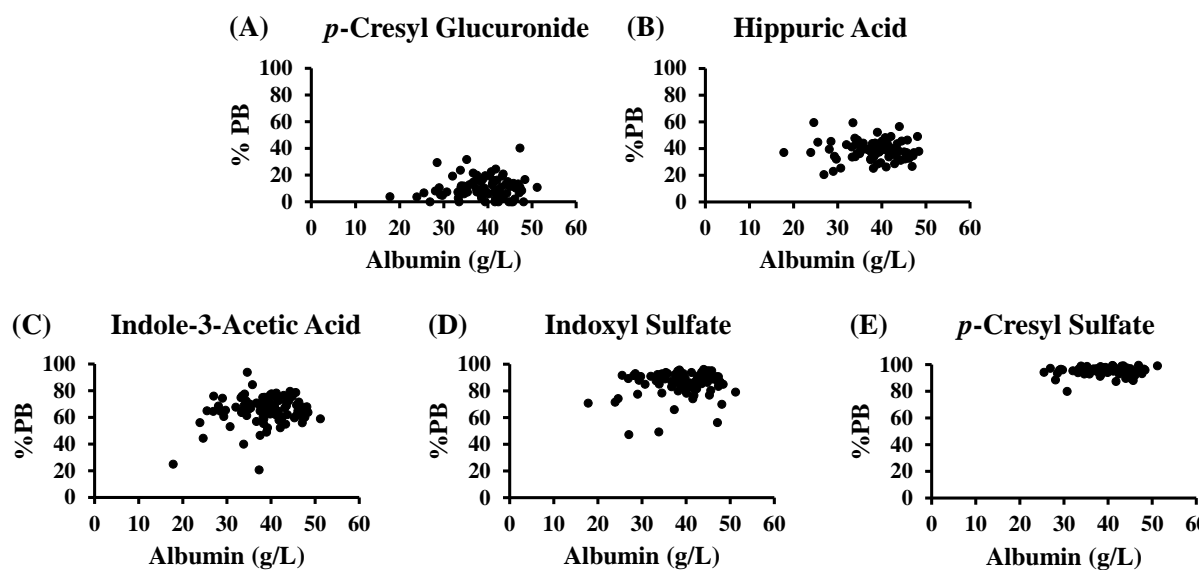 (A) p-Cresyl Glucuronide
(B) Hippuric Acid
100
80
60
40
20
0
% PB
0 10 20 30 40 50 60
Albumin (g/L)
100
80
60
40
20
0
%PB
0 10 20 30 40 50 60
Albumin (g/L)
(C) Indole-3-Acetic Acid
(D) Indoxyl Sulfate
(E) p-Cresyl Sulfate
100
80
60
40
20
0
%PB
0 10 20 30 40 50 60
Albumin (g/L)
100
80
60
40
20
0
%PB
0 10 20 30 40 50 60
Albumin (g/L)
100
80
60
40
20
0
%PB
0 10 20 30 40 50 60
Albumin (g/L)